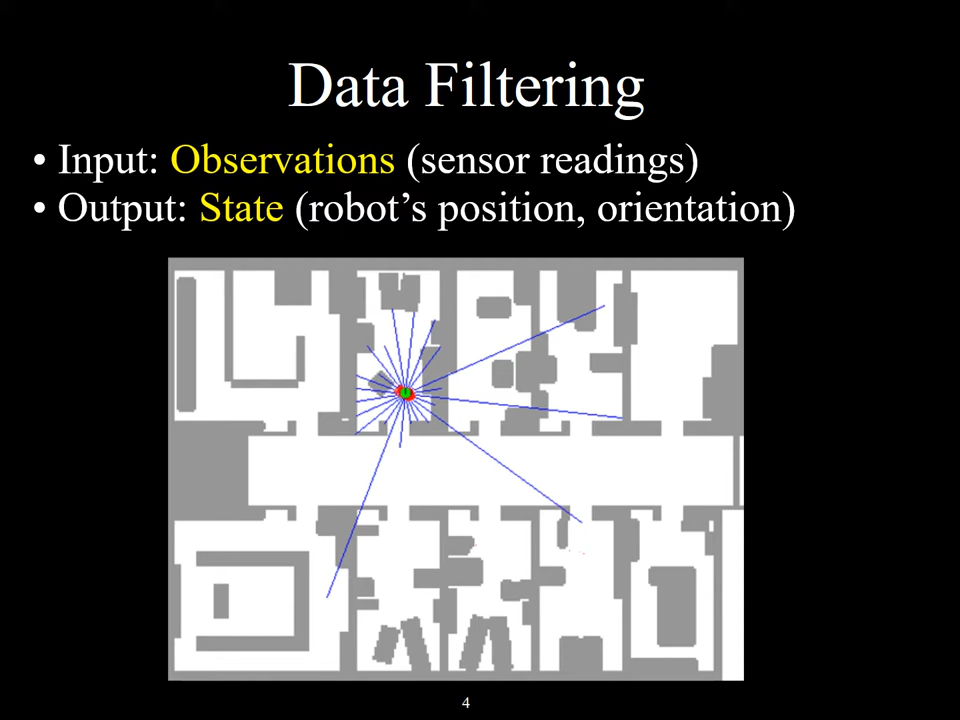 Data Filtering
• Input: Observations (sensor readings)
• Output: State (robot’s position, orientation)
4